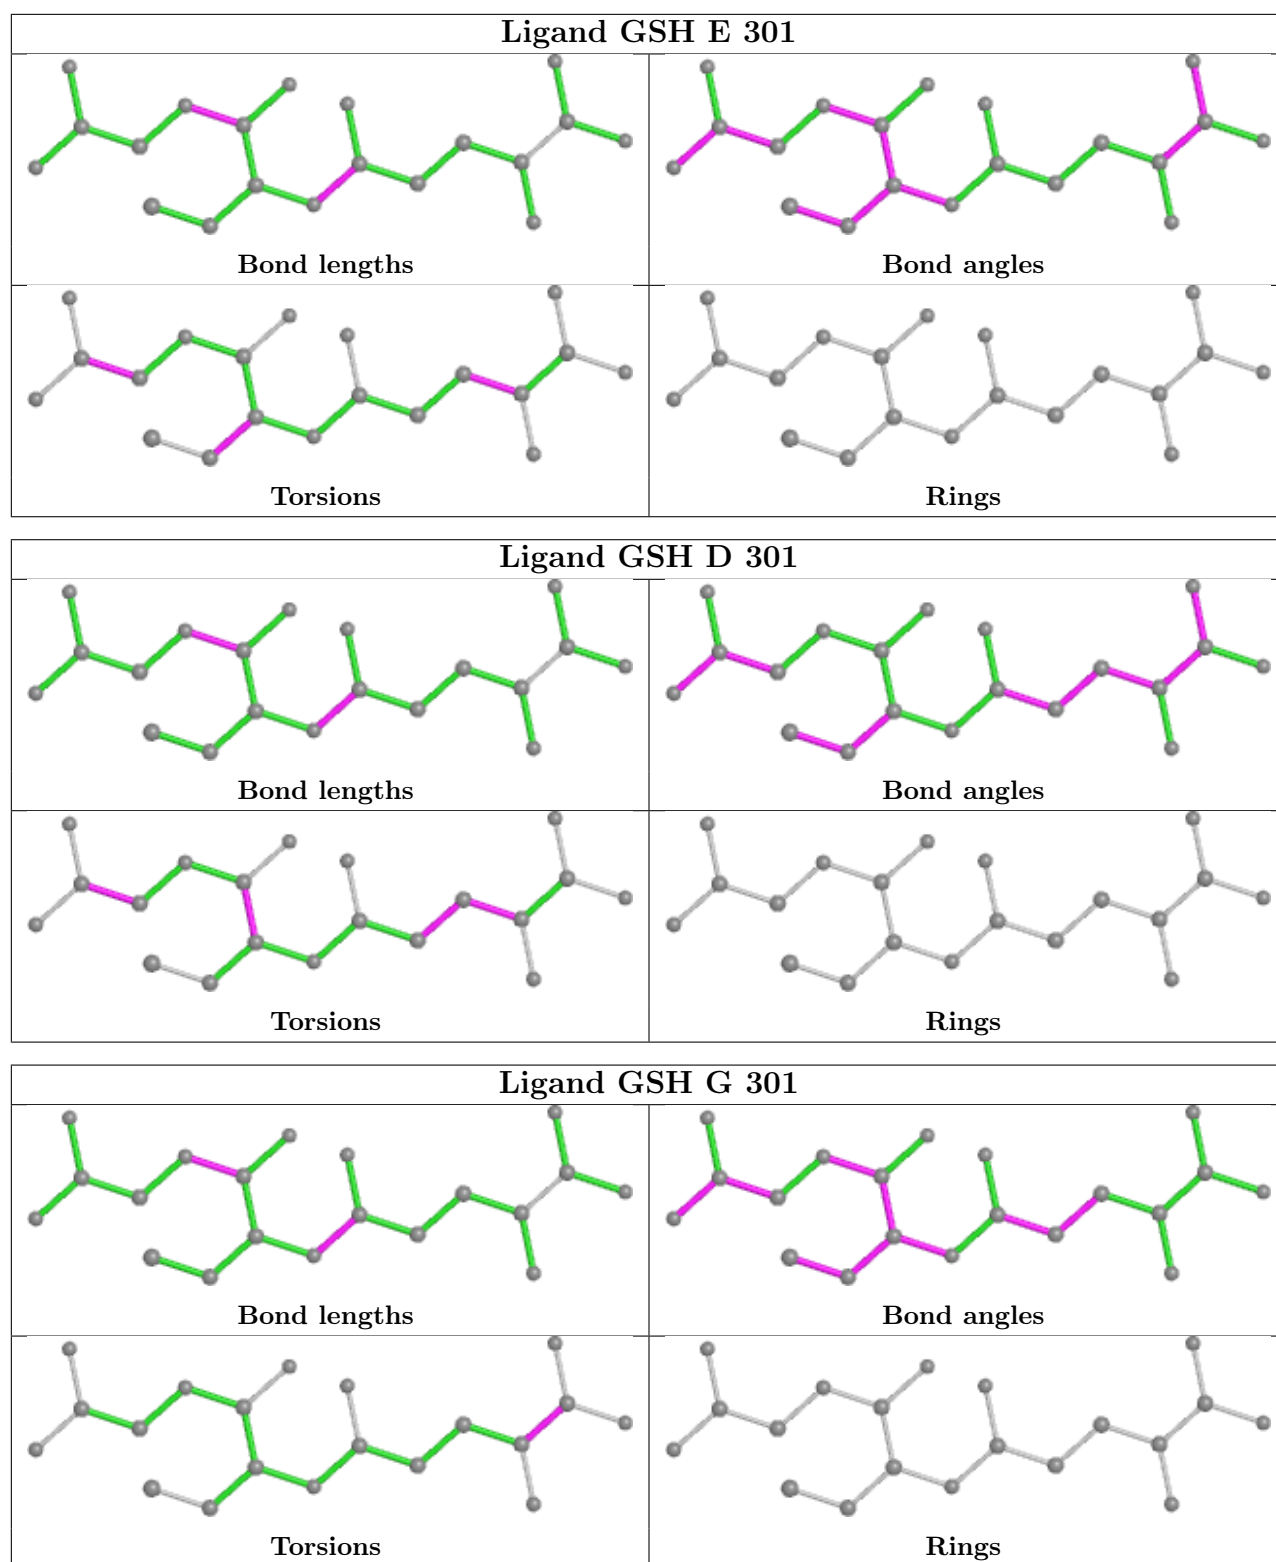 Ligand GSH E 301
Bond lengths
Bond angles
Torsions
Rings
Ligand GSH D 301
Bond lengths
Bond angles
Torsions
Rings
Ligand GSH G 301
Bond lengths
Bond angles
Torsions
Rings